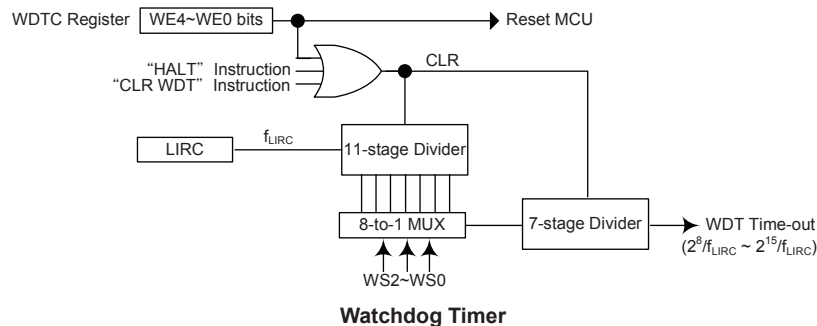 WDTC Register WE4~WE0 bits Reset MCU
CLR
“HALT” Instruction
“CLR WDT” Instruction
LIRC fLIRC 11-stage Divider
8-to-1 MUX 7-stage Divider WDT Time-out
(2⁸/fLIRC ~ 2¹⁵/fLIRC)
WS2~WS0
Watchdog Timer